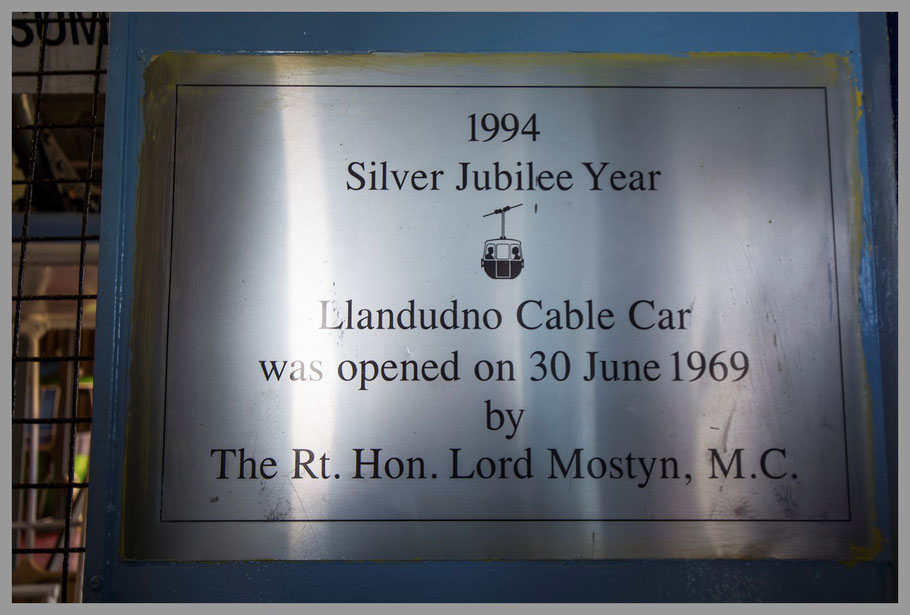 1994
Silver Jubilee Year
Llandudno Cable Car
was opened on 30 June 1969
by
The Rt. Hon. Lord Mostyn, M.C.